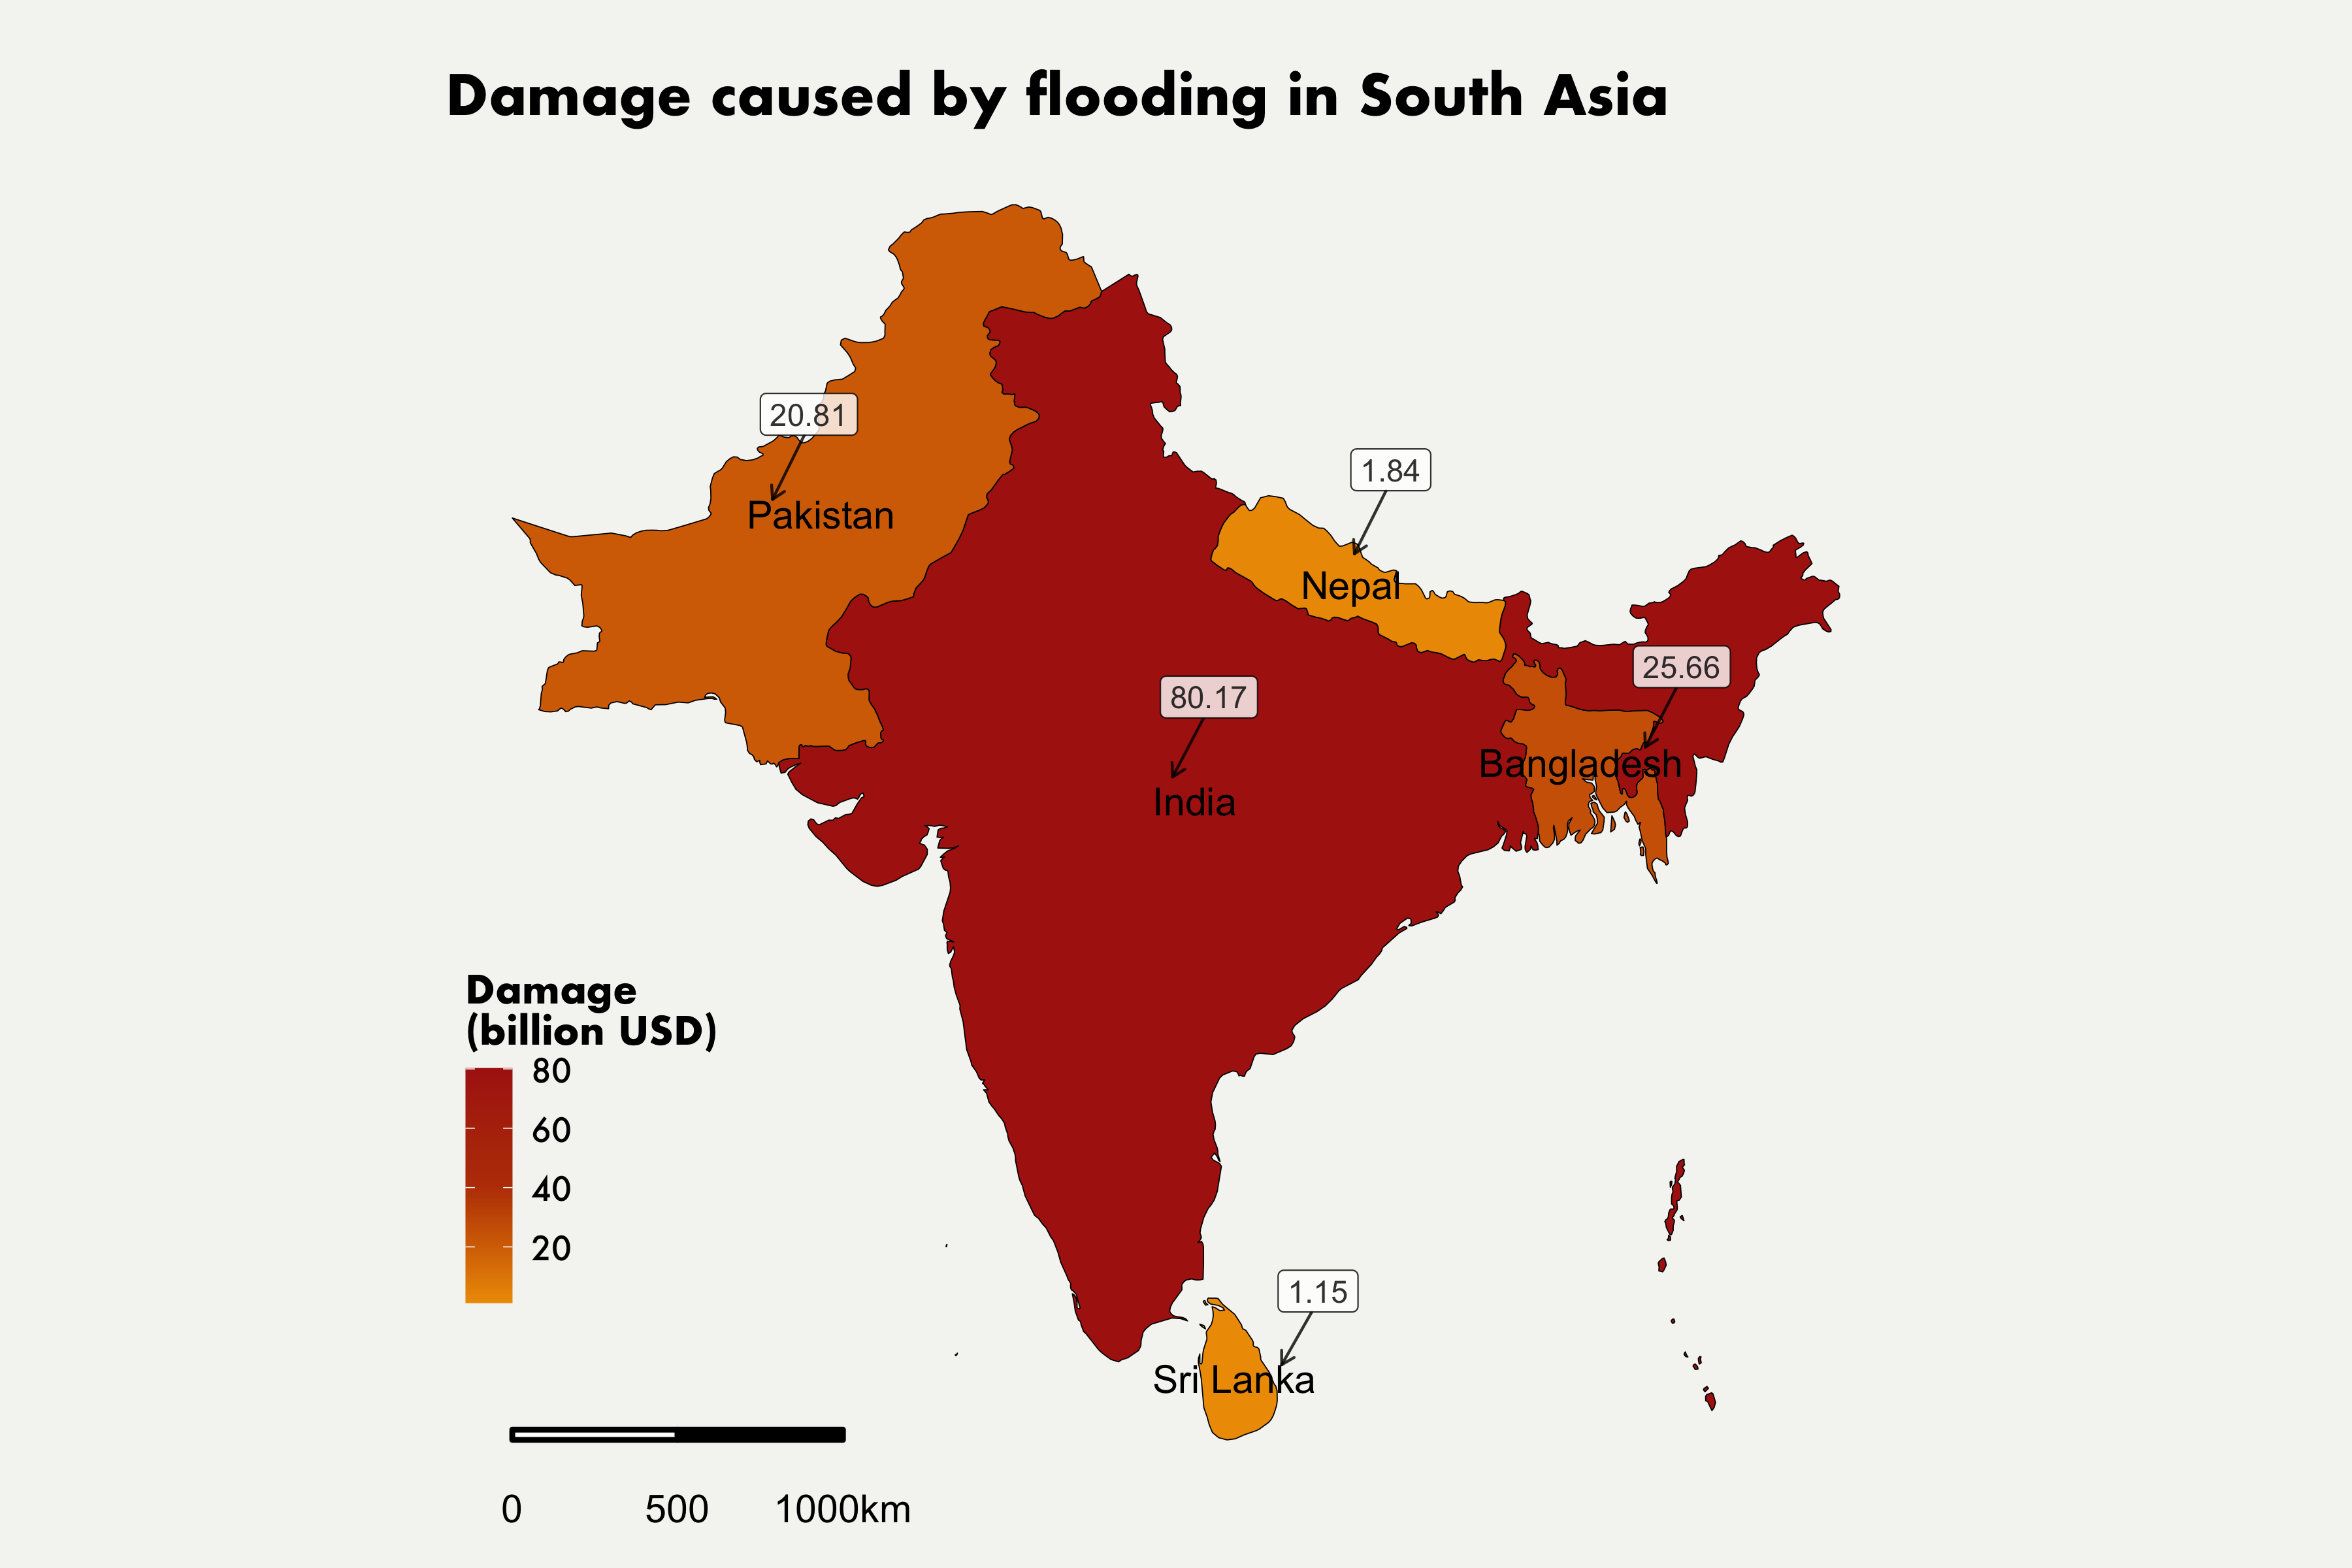 Damage caused by flooding in South Asia
20.81
Pakistan
1.84
Nepal
25.66
Bangladesh
80.17
India
Damage
(billion USD)
80
60
40
20
1.15
Sri Lanka
0 500 1000km